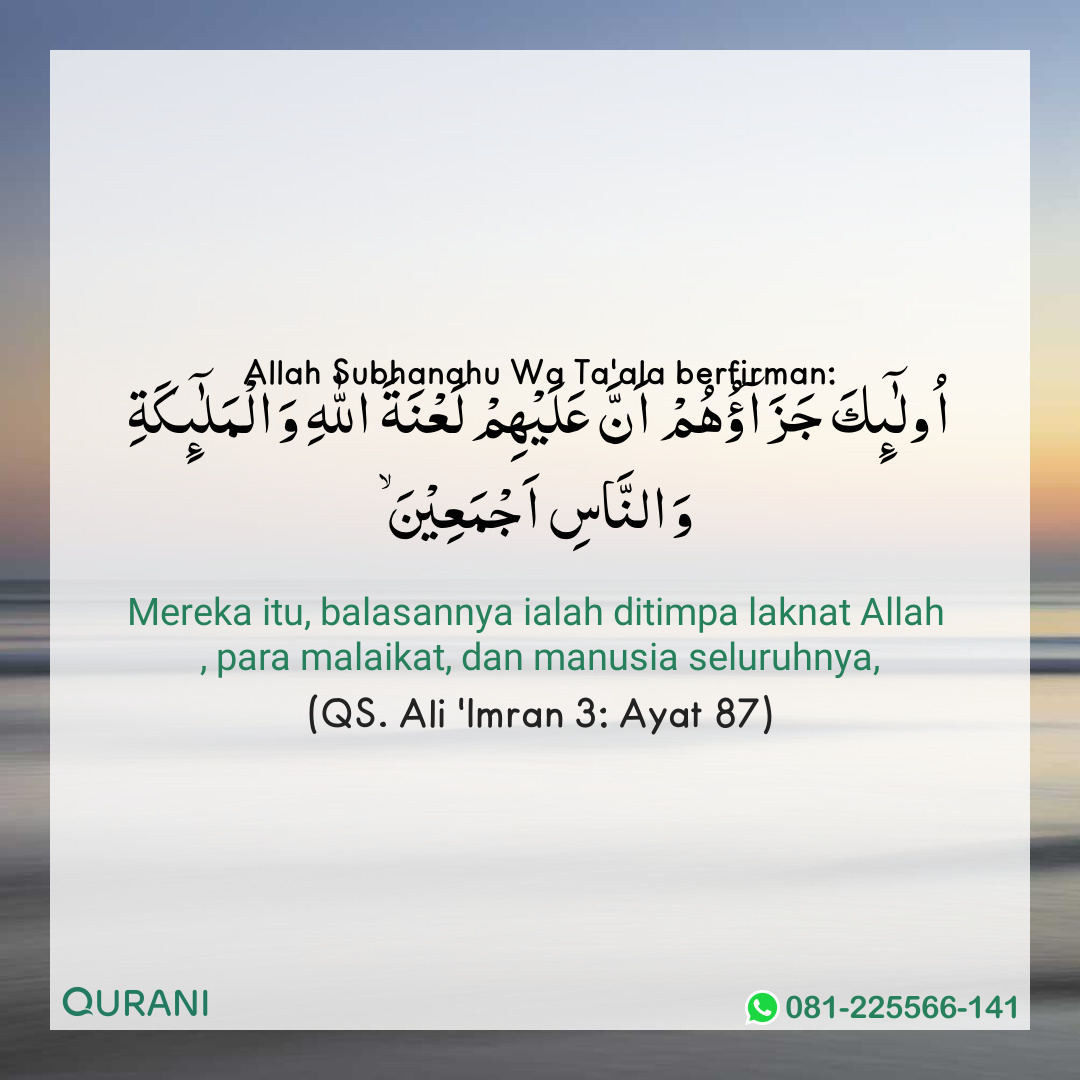 Allah Subhanahu Wa Ta'ala berfirman:
اُولٰٓىِٕكَ جَزَاۤؤُهُمْ اَنَّ عَلَيْهِمْ لَعْنَةَ اللّٰهِ وَالْمَلٰۤىِٕكَةِ
وَالنَّاسِ اَجْمَعِيْنَۙ
Mereka itu, balasannya ialah ditimpa laknat Allah
, para malaikat, dan manusia seluruhnya,
(QS. Ali 'Imran 3: Ayat 87)
QURANI
081-225566-141